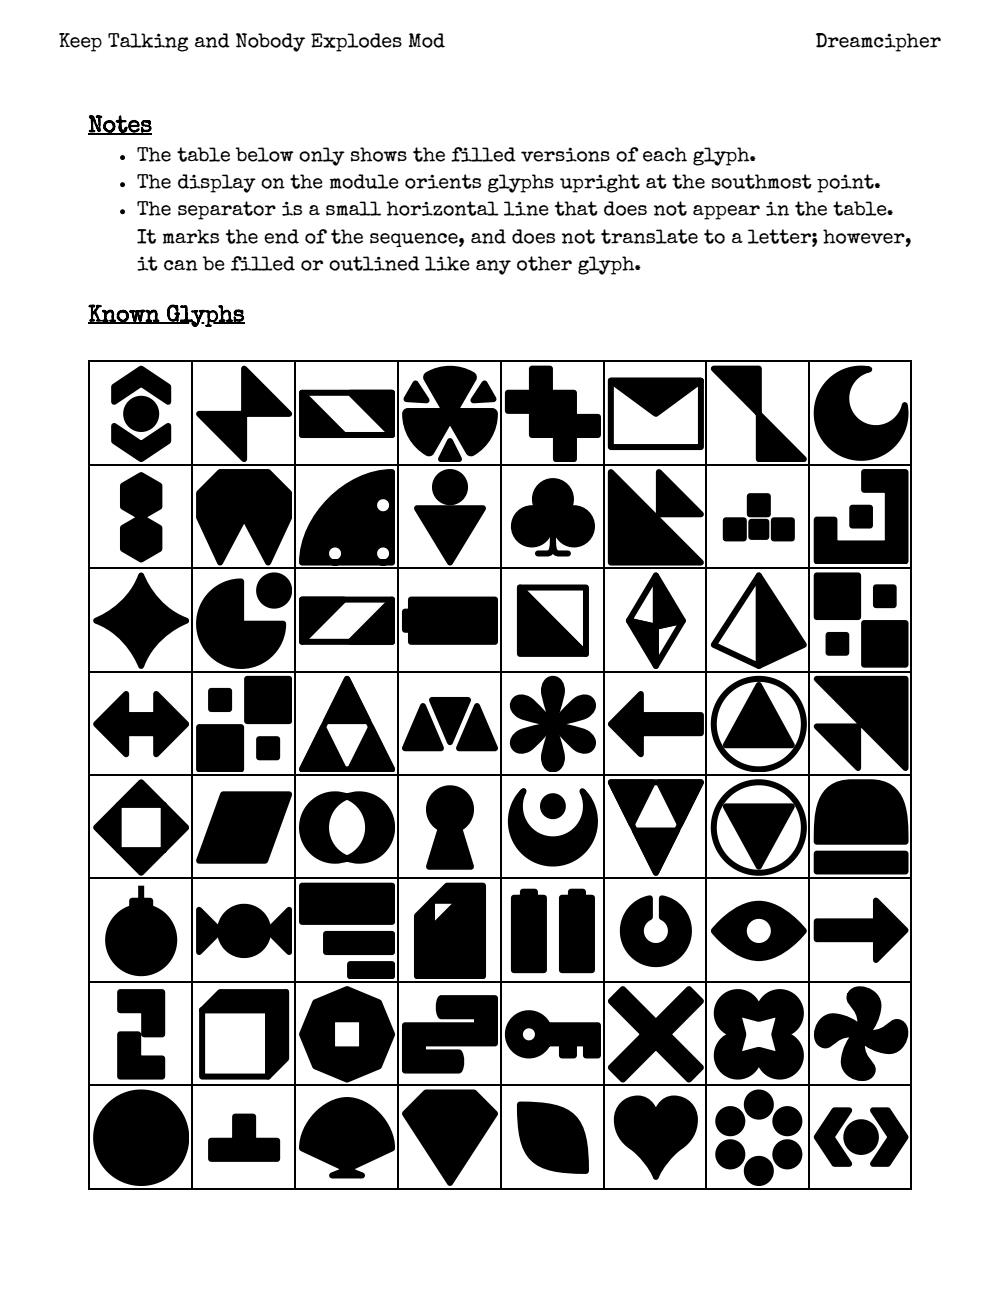 Keep Talking and Nobody Explodes Mod
Dreamcipher
Notes
• The table below only shows the filled versions of each glyph.
• The display on the module orients glyphs upright at the southmost point.
• The separator is a small horizontal line that does not appear in the table.
It marks the end of the sequence, and does not translate to a letter; however,
it can be filled or outlined like any other glyph.
Known Glyphs